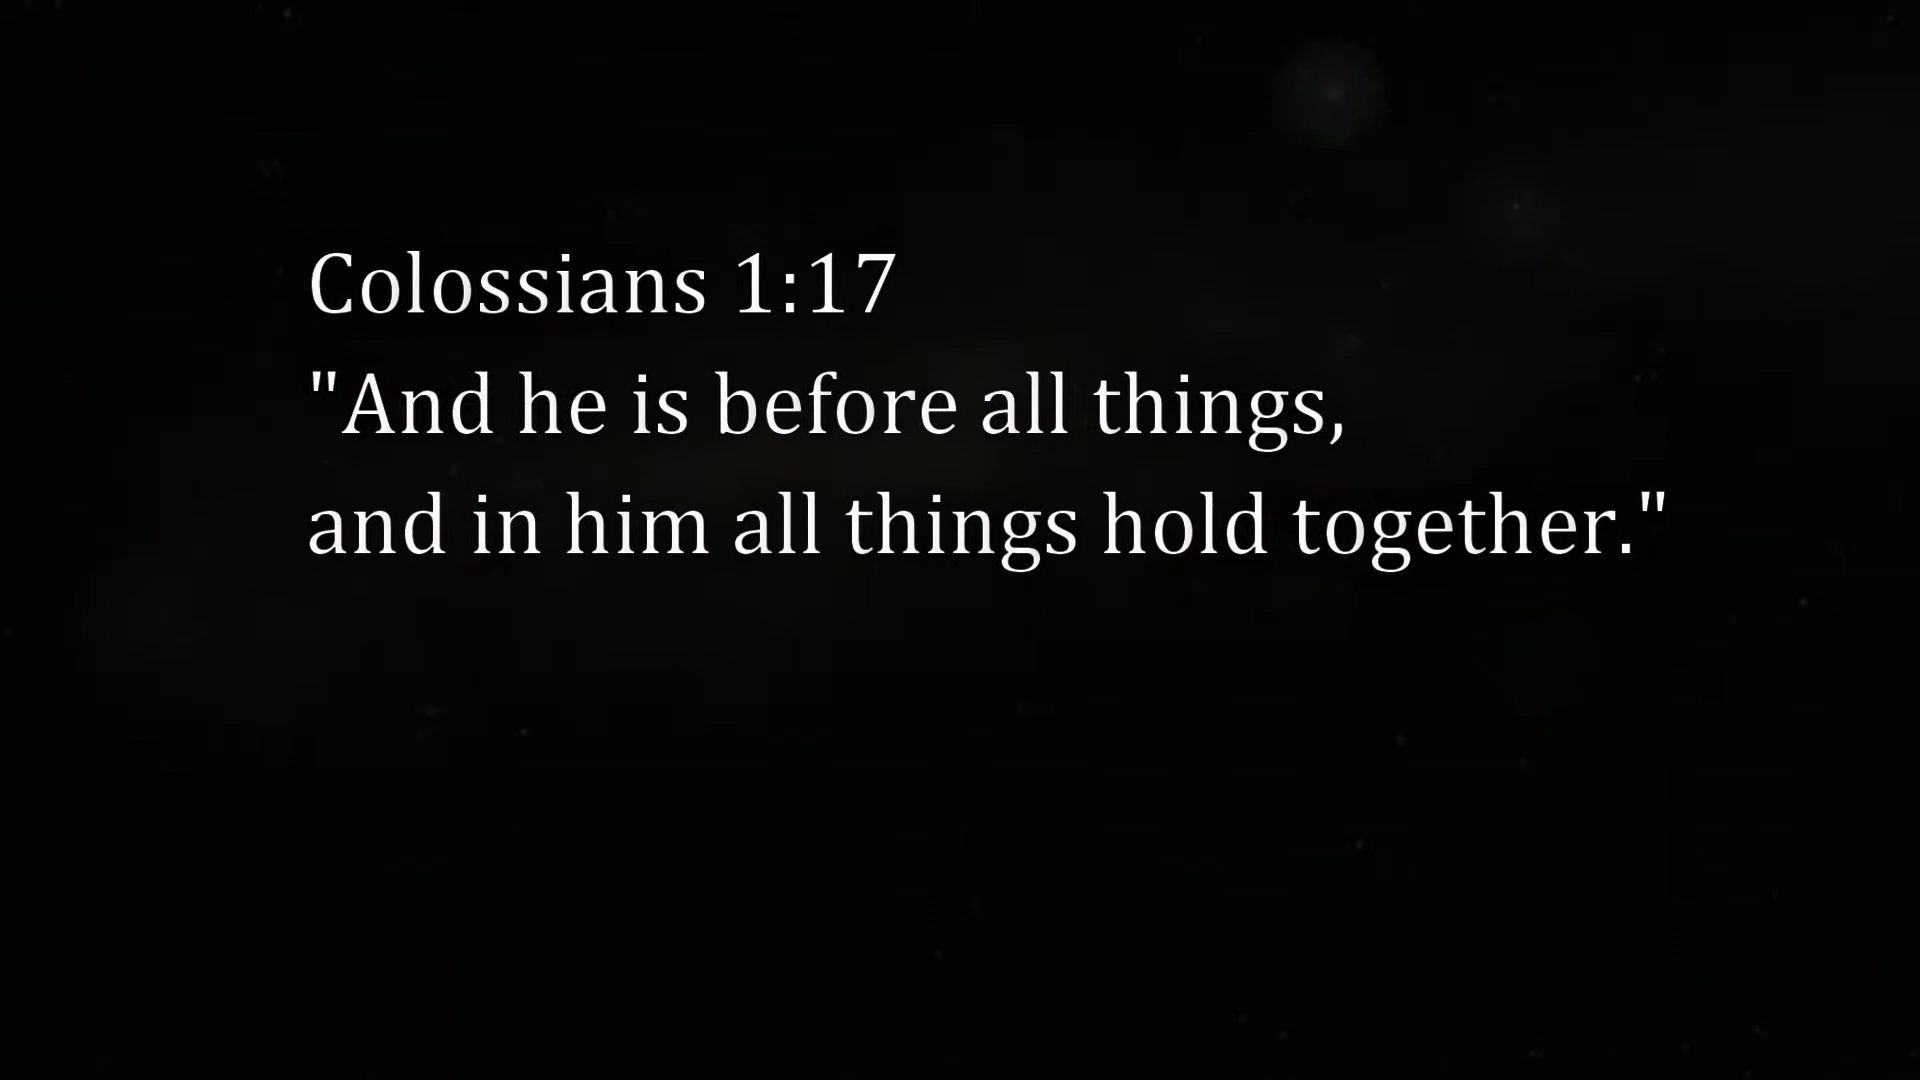 Colossians 1:17
"And he is before all things,
and in him all things hold together."